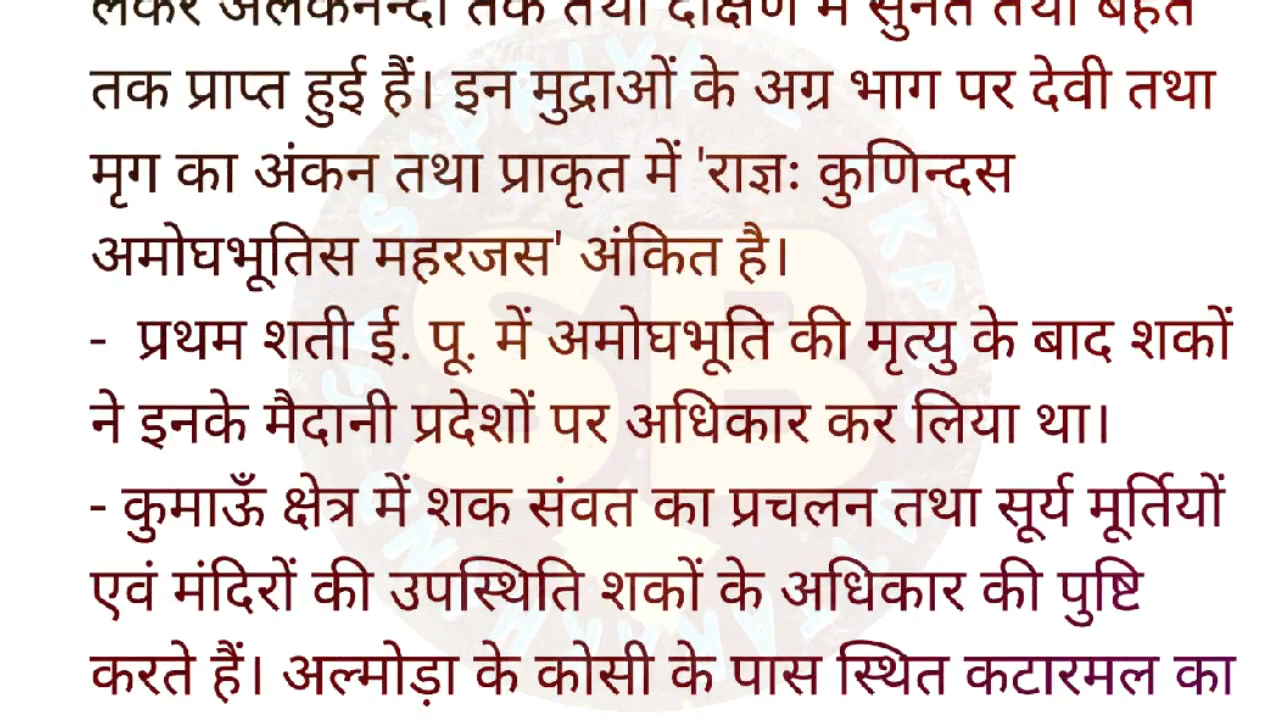 लेकर अलकनन्दा तक तथा दक्षिण में सुनेत तथा बेहत
तक प्राप्त हुई हैं। इन मुद्राओं के अग्र भाग पर देवी तथा
मृग का अंकन तथा प्राकृत में 'राज्ञः कुणिन्दस
अमोघभूतिस महरजस' अंकित है।
- प्रथम शती ई. पू. में अमोघभूति की मृत्यु के बाद शकों
ने इनके मैदानी प्रदेशों पर अधिकार कर लिया था।
- कुमाऊँ क्षेत्र में शक संवत का प्रचलन तथा सूर्य मूर्तियों
एवं मंदिरों की उपस्थिति शकों के अधिकार की पुष्टि
करते हैं। अल्मोड़ा के कोसी के पास स्थित कटारमल का
SB